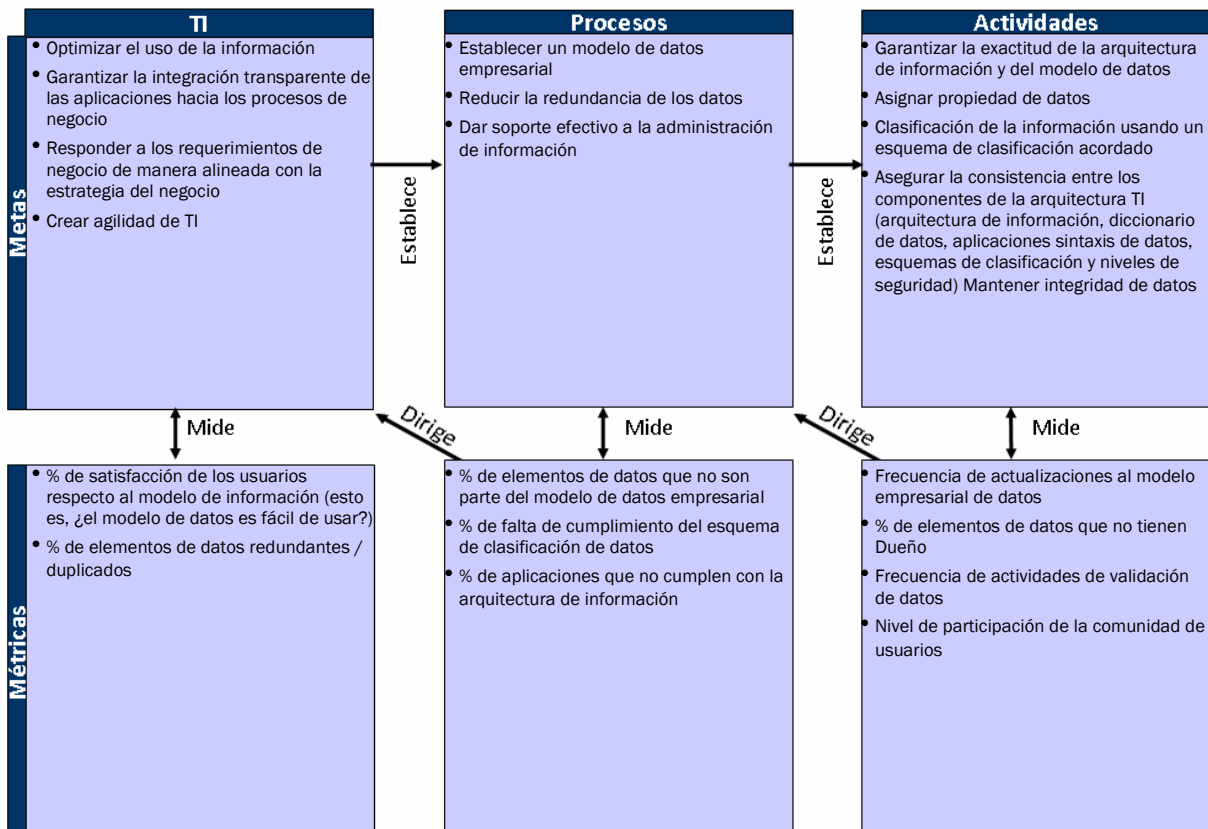 TI
Procesos
Actividades
Metas
• Optimizar el uso de la información
• Garantizar la integración transparente de
las aplicaciones hacia los procesos de
negocio
• Responder a los requerimientos de
negocio de manera alineada con la
estrategia del negocio
• Crear agilidad de TI
Establece
• Establecer un modelo de datos
empresarial
• Reducir la redundancia de los datos
• Dar soporte efectivo a la administración
de información
Establece
• Garantizar la exactitud de la arquitectura
de información y del modelo de datos
• Asignar propiedad de datos
• Clasificación de la información usando un
esquema de clasificación acordado
• Asegurar la consistencia entre los
componentes de la arquitectura TI
(arquitectura de información, diccionario
de datos, aplicaciones sintaxis de datos,
esquemas de clasificación y niveles de
seguridad) Mantener integridad de datos
Mide
Dirige
Mide
Dirige
Mide
Métricas
• % de satisfacción de los usuarios
respecto al modelo de información (esto
es, ¿el modelo de datos es fácil de usar?)
• % de elementos de datos redundantes /
duplicados
• % de elementos de datos que no son
parte del modelo de datos empresarial
• % de falta de cumplimiento del esquema
de clasificación de datos
• % de aplicaciones que no cumplen con la
arquitectura de información
• Frecuencia de actualizaciones al modelo
empresarial de datos
• % de elementos de datos que no tienen
Dueño
• Frecuencia de actividades de validación
de datos
• Nivel de participación de la comunidad de
usuarios